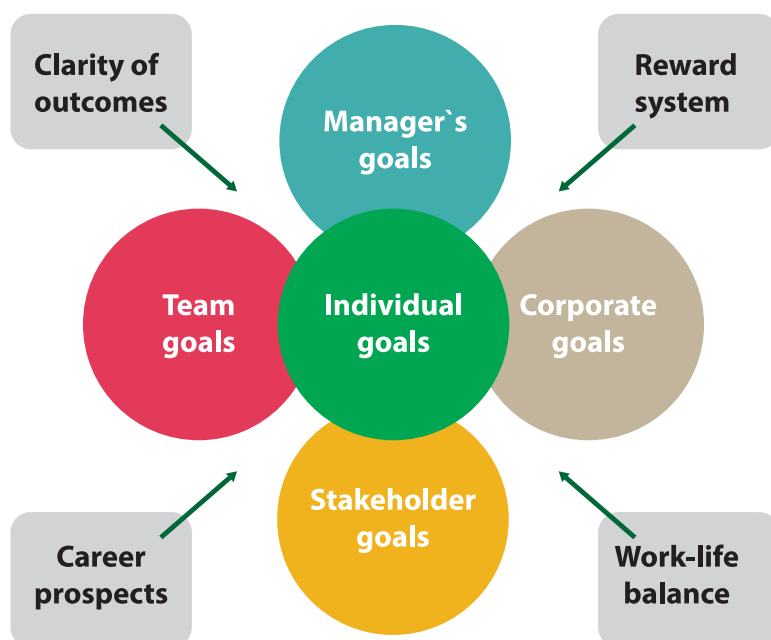 Clarity of
outcomes
Reward
system
Manager`s
goals
Team
goals
Individual
goals
Corporate
goals
Stakeholder
goals
Career
prospects
Work-life
balance